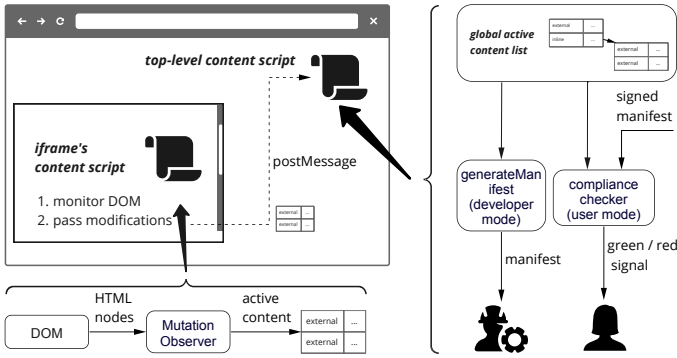 top-level content script
iframe's
content script
1. monitor DOM
2. pass modifications
postMessage
external ...
external ...
HTML
nodes
active
content
DOM
Mutation
Observer
external ...
external ...
global active
content list
external ...
inline ...
external ...
external ...
signed
manifest
generateMan
ifest
(developer
mode)
compliance
checker
(user mode)
manifest
green / red
signal